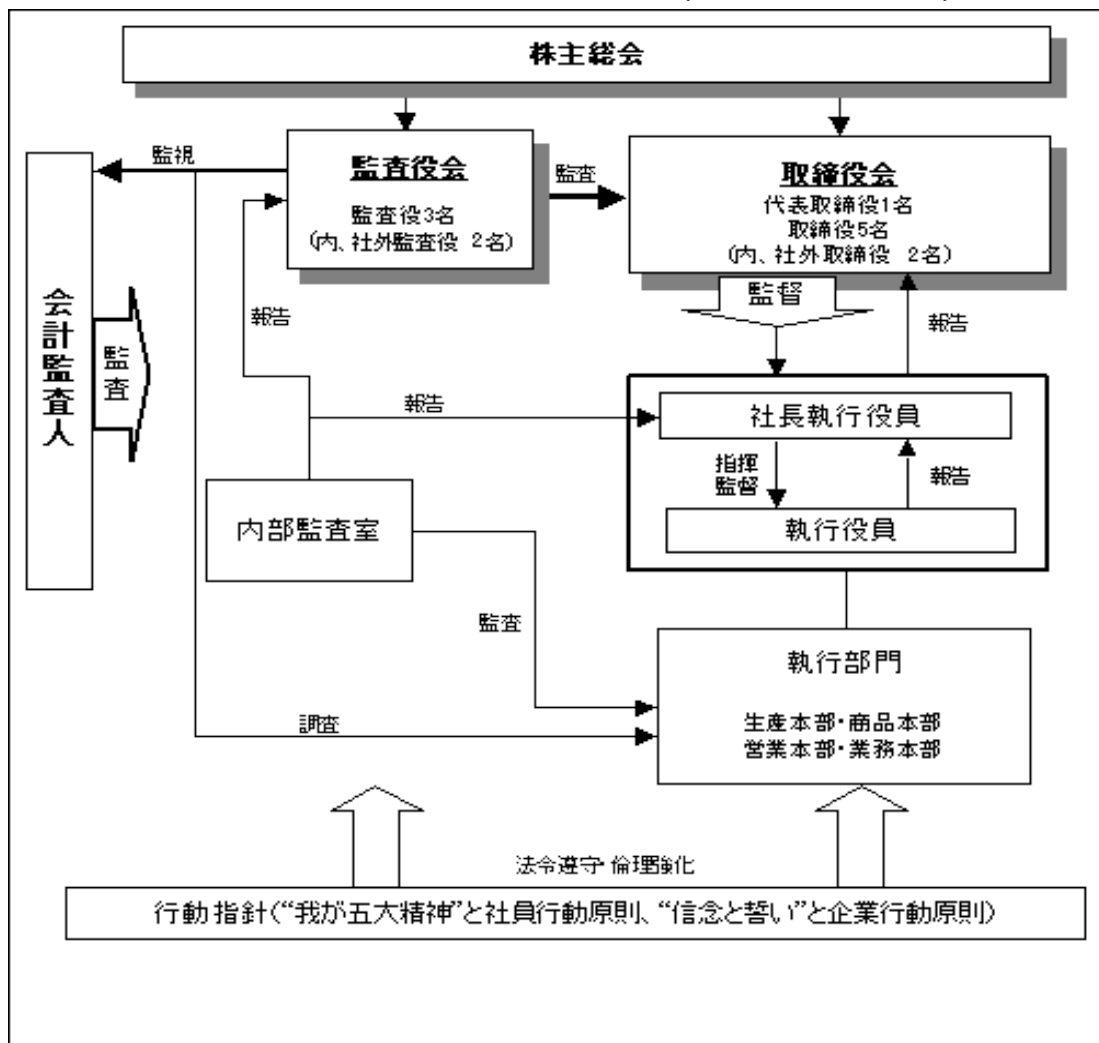 株主総会
監視
監査役会
監査役3名
(内、社外監査役 2名)
監査
取締役会
代表取締役1名
取締役5名
(内、社外取締役 2名)
会計監査人
監査
報告
監督
報告
報告
社長執行役員
指揮
監督
報告
執行役員
内部監査室
監査
執行部門
生産本部・商品本部
営業本部・業務本部
調査
法令遵守・倫理強化
行動指針(“我が五大精神”と社員行動原則、“信念と誓い”と企業行動原則)